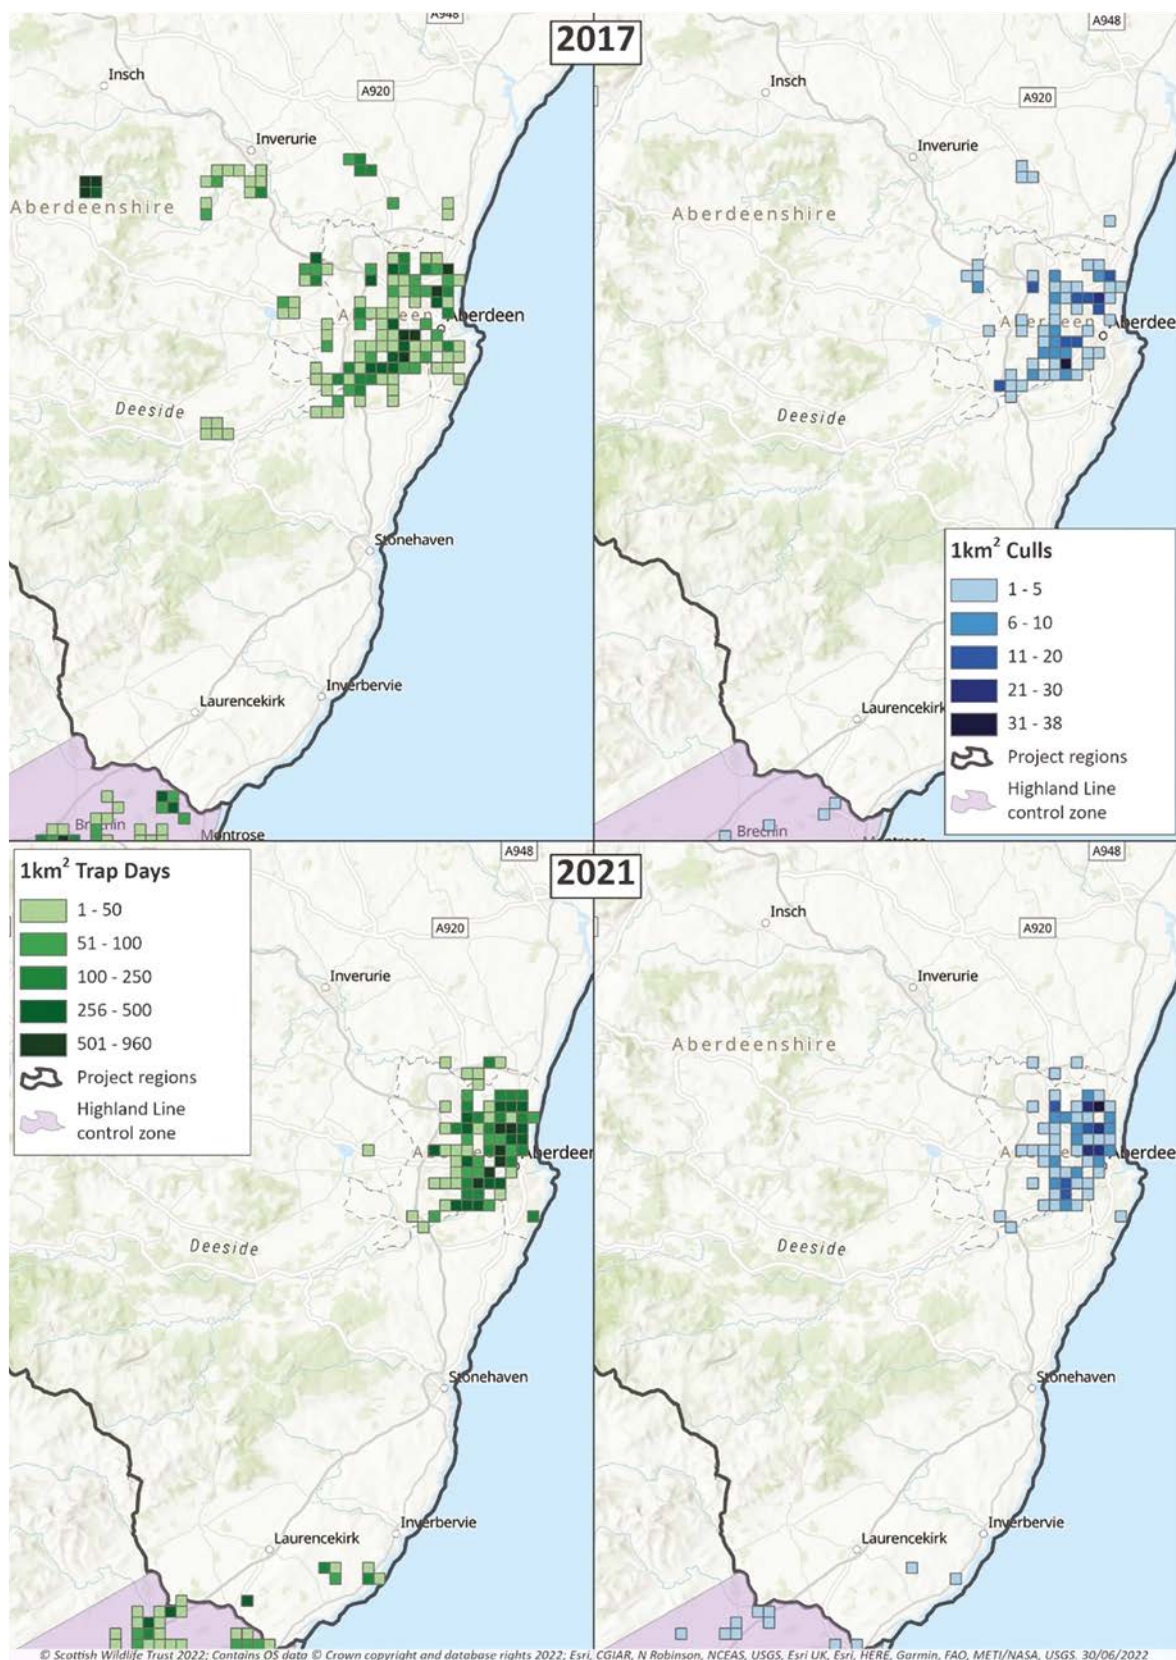 A948
2017
A948
Insch
A920
Inverurie
Aberdeenshire
Aberdeen
Aberdeen
Deeside
Stonehaven
Laurencekirk
Inverbervie
Brechin
Montrose
Insch
A920
Inverurie
Aberdeenshire
Aberdeen
Aberdee
Deeside
Laurencekirk
Brechin
Montrose
1km² Culls
1 - 5
6 - 10
11 - 20
21 - 30
31 - 38
Project regions
Highland Line
control zone
1km² Trap Days
1 - 50
51 - 100
100 - 250
256 - 500
501 - 960
Project regions
Highland Line
control zone
A948
2021
A948
A920
Inverurie
Aberdeen
Deeside
Stonehaven
Laurencekirk
Inverbervie
Insch
A920
Inverurie
Aberdeenshire
Aberdee
Deeside
Stonehaven
Laurencekirk
Inverbervie
© Scottish Wildlife Trust 2022; Contains OS data © Crown copyright and database rights 2022; Esri, CGIAR, N Robinson, NCEAS, USGS, Esri UK, Esri, HERE, Garmin, FAO, METI/NASA, USGS. 30/06/2022